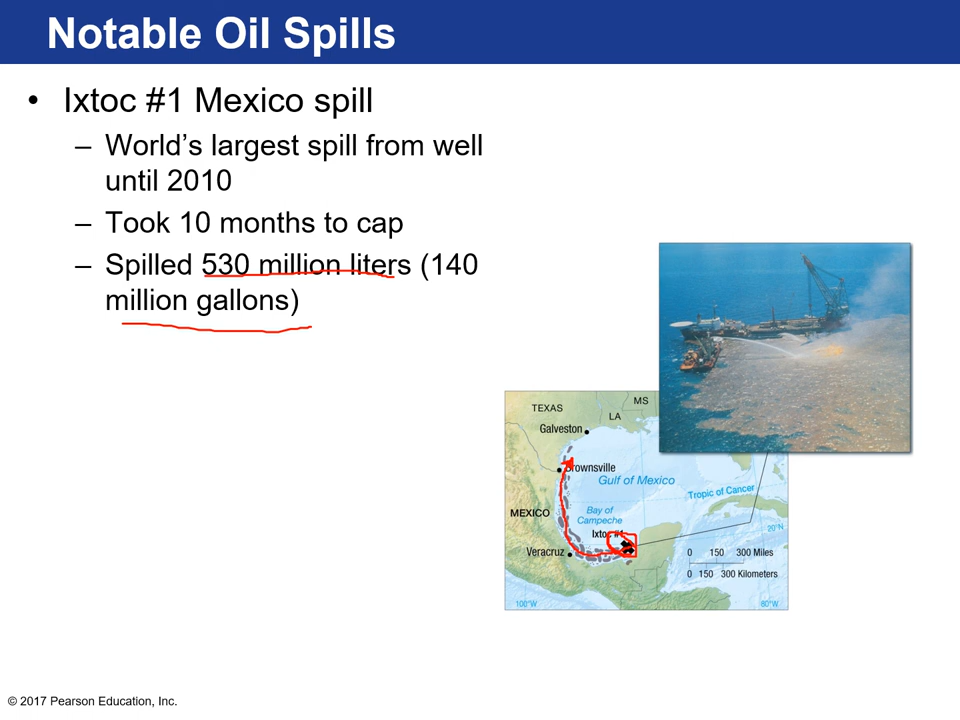 Notable Oil Spills
• Ixtoc #1 Mexico spill
– World's largest spill from well
until 2010
– Took 10 months to cap
– Spilled 530 million liters (140
million gallons)
TEXAS
MS
LA
Galveston
Brownsville
Gulf of Mexico
Tropic of Cancer
MEXICO
Bay of
Campeche
20°N
Ixtoc #1
Veracruz
0 150 300 Miles
0 150 300 Kilometers
100°W
80°W
© 2017 Pearson Education, Inc.